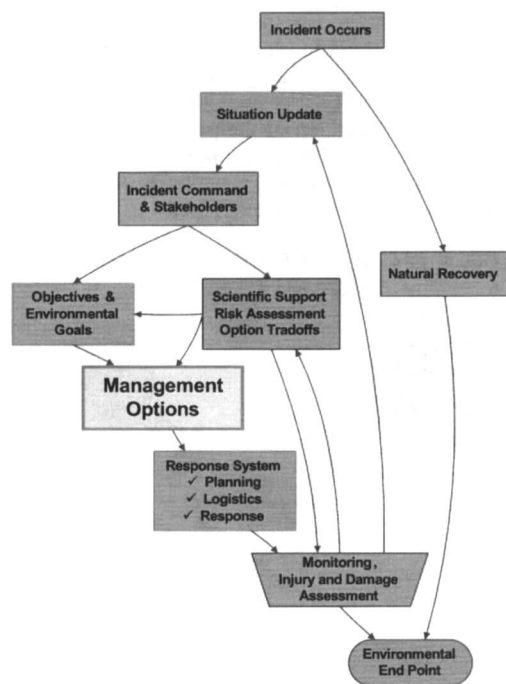 Incident Occurs
Situation Update
Incident Command
& Stakeholders
Natural Recovery
Objectives &
Environmental
Goals
Scientific Support
Risk Assessment
Option Tradoffs
Management
Options
Response System
✓ Planning
✓ Logistics
✓ Response
Monitoring,
Injury and Damage
Assessment
Environmental
End Point